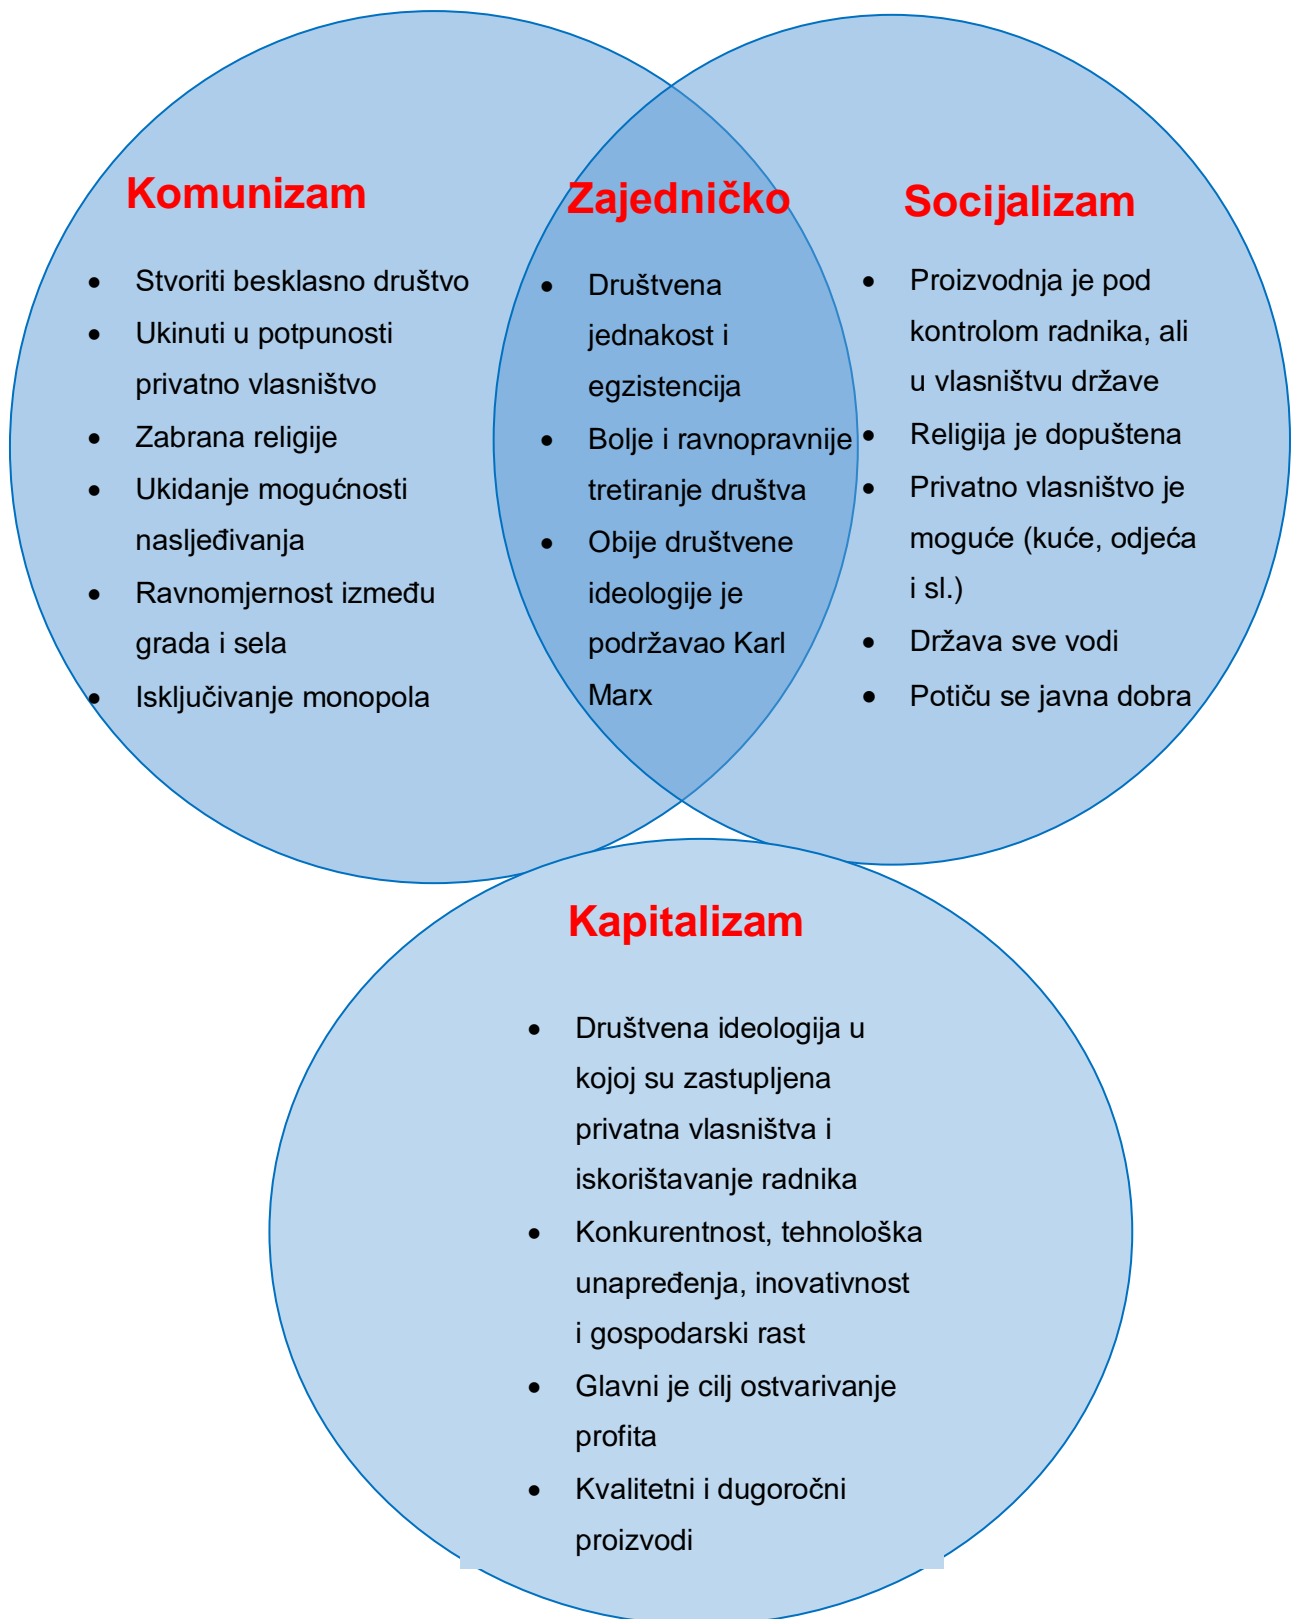 Komunizam
• Stvoriti besklasno društvo
• Ukinuti u potpunosti
privatno vlasništvo
• Zabrana religije
• Ukidanje mogućnosti
nasljeđivanja
• Ravnomjernost između
grada i sela
• Isključivanje monopola
Zajedničko
• Društvena
jednakost i
egzistencija
• Bolje i ravnopravnije
tretiranje društva
• Obije društvene
ideologije je
podržavao Karl
Marx
Socijalizam
• Proizvodnja je pod
kontrolom radnika, ali
u vlasništvu države
• Religija je dopuštena
• Privatno vlasništvo je
moguće (kuće, odjeća
i sl.)
• Država sve vodi
• Potiču se javna dobra
Kapitalizam
• Društvena ideologija u
kojoj su zastupljena
privatna vlasništva i
iskorištavanje radnika
• Konkurentnost, tehnološka
unapređenja, inovativnost
i gospodarski rast
• Glavni je cilj ostvarivanje
profita
• Kvalitetni i dugoročni
proizvodi